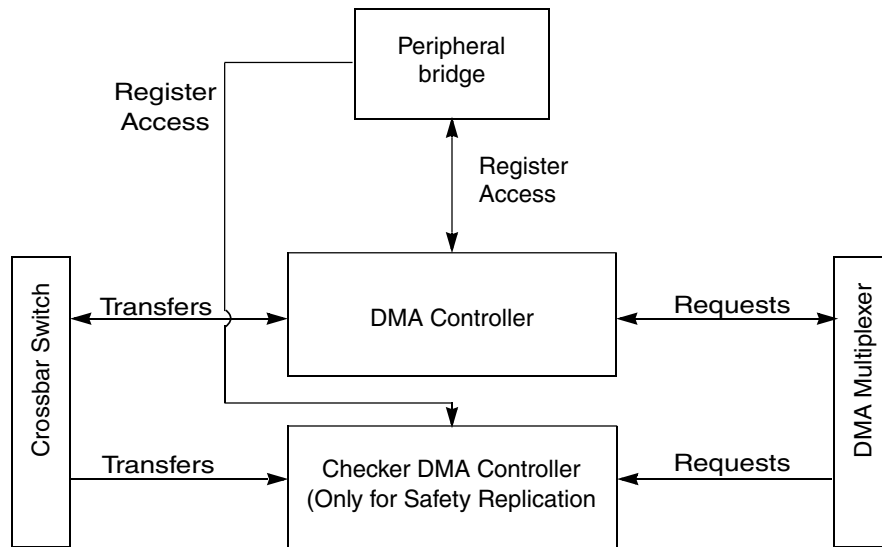 Peripheral
bridge
Register
Access
Register
Access
Crossbar Switch
Transfers
DMA Controller
Requests
DMA Multiplexer
Transfers
Checker DMA Controller
(Only for Safety Replication
Requests